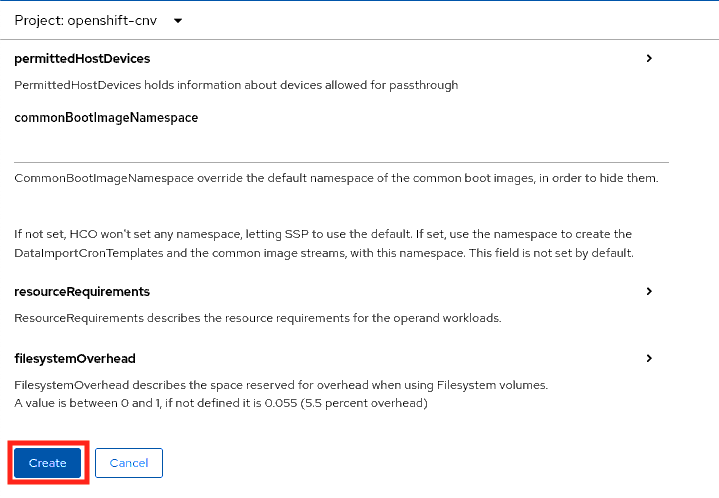 Project: openshift-cnv
permittedHostDevices
PermittedHostDevices holds information about devices allowed for passthrough
commonBootImageNamespace
CommonBootImageNamespace override the default namespace of the common boot images, in order to hide them.
If not set, HCO won't set any namespace, letting SSP to use the default. If set, use the namespace to create the
DataImportCronTemplates and the common image streams, with this namespace. This field is not set by default.
resourceRequirements
ResourceRequirements describes the resource requirements for the operand workloads.
filesystemOverhead
FilesystemOverhead describes the space reserved for overhead when using Filesystem volumes.
A value is between 0 and 1, if not defined it is 0.055 (5.5 percent overhead)
Create Cancel